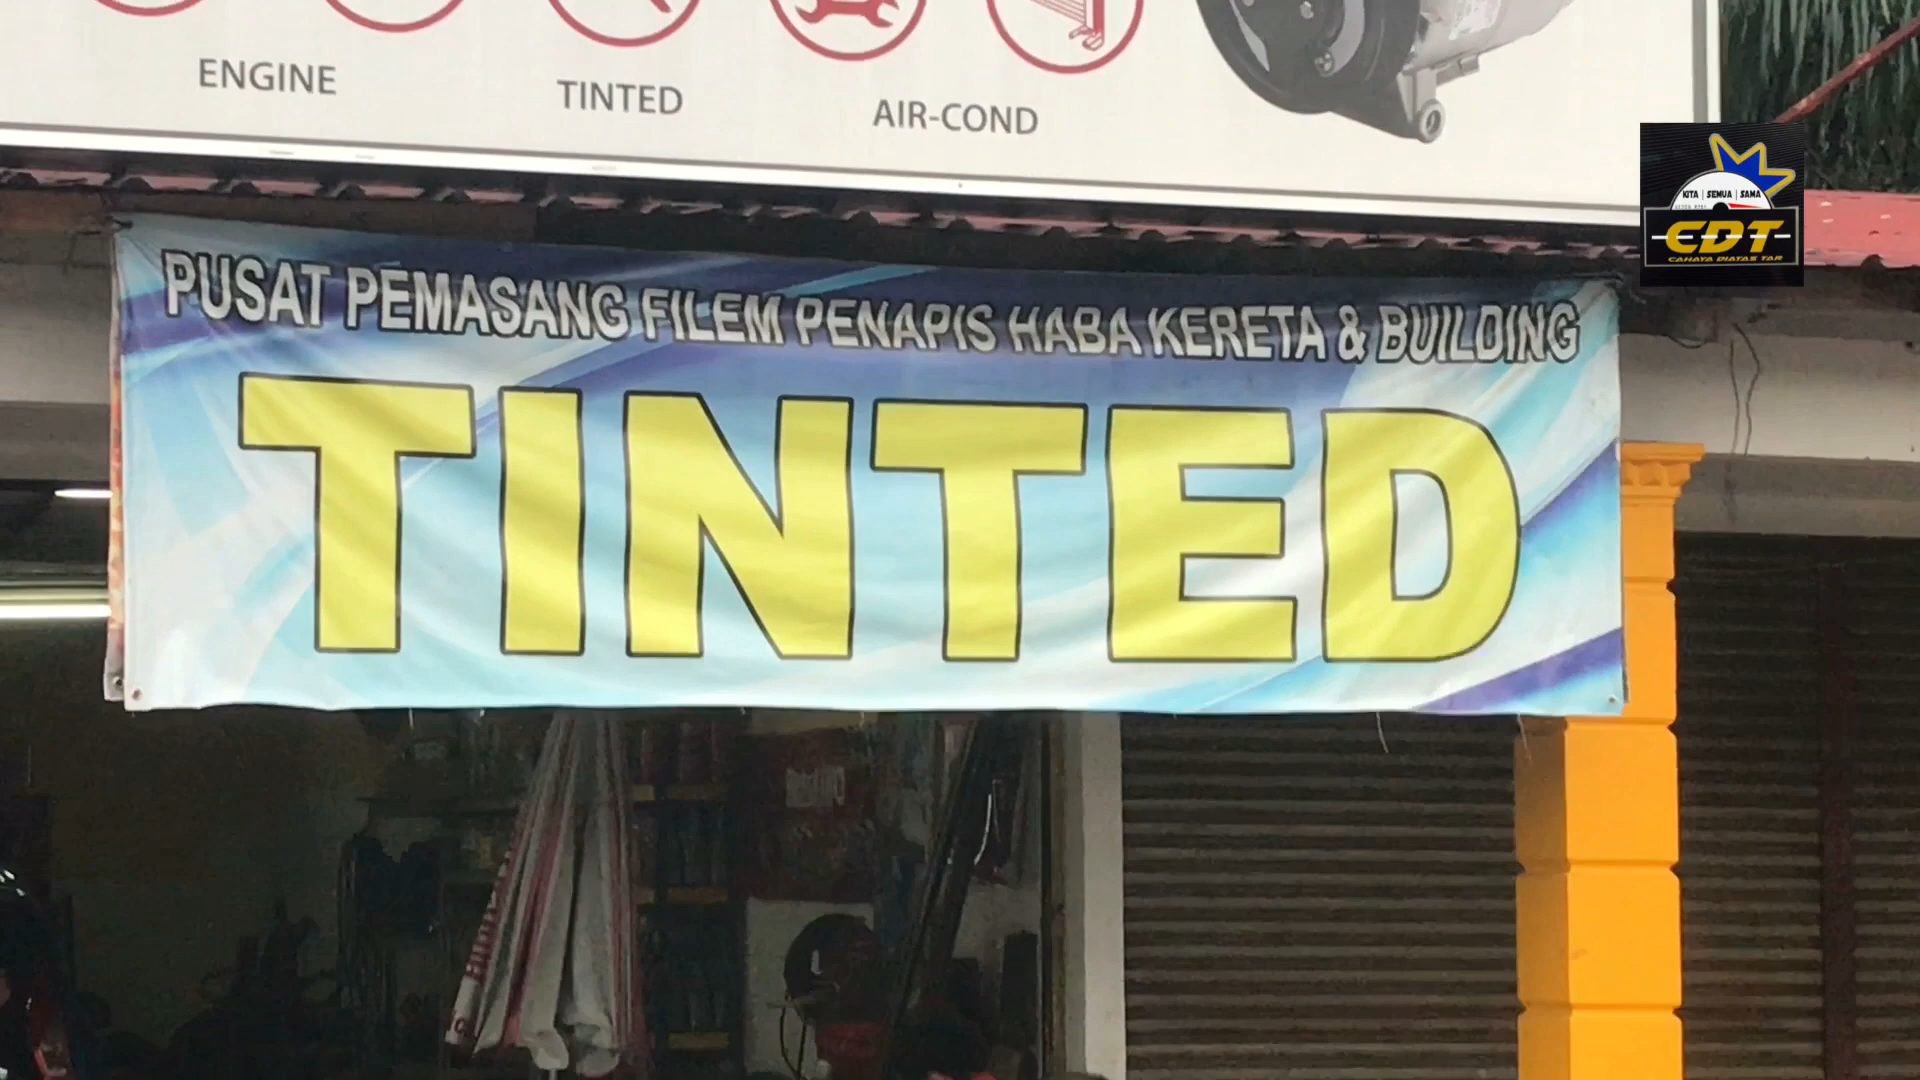 ENGINE
TINTED
AIR-COND
KITA | SEMUA | SAMA
CDT
CAHAYA DIATAS TAR
PUSAT PEMASANG FILEM PENAPIS HABA KERETA & BUILDING
TINTED